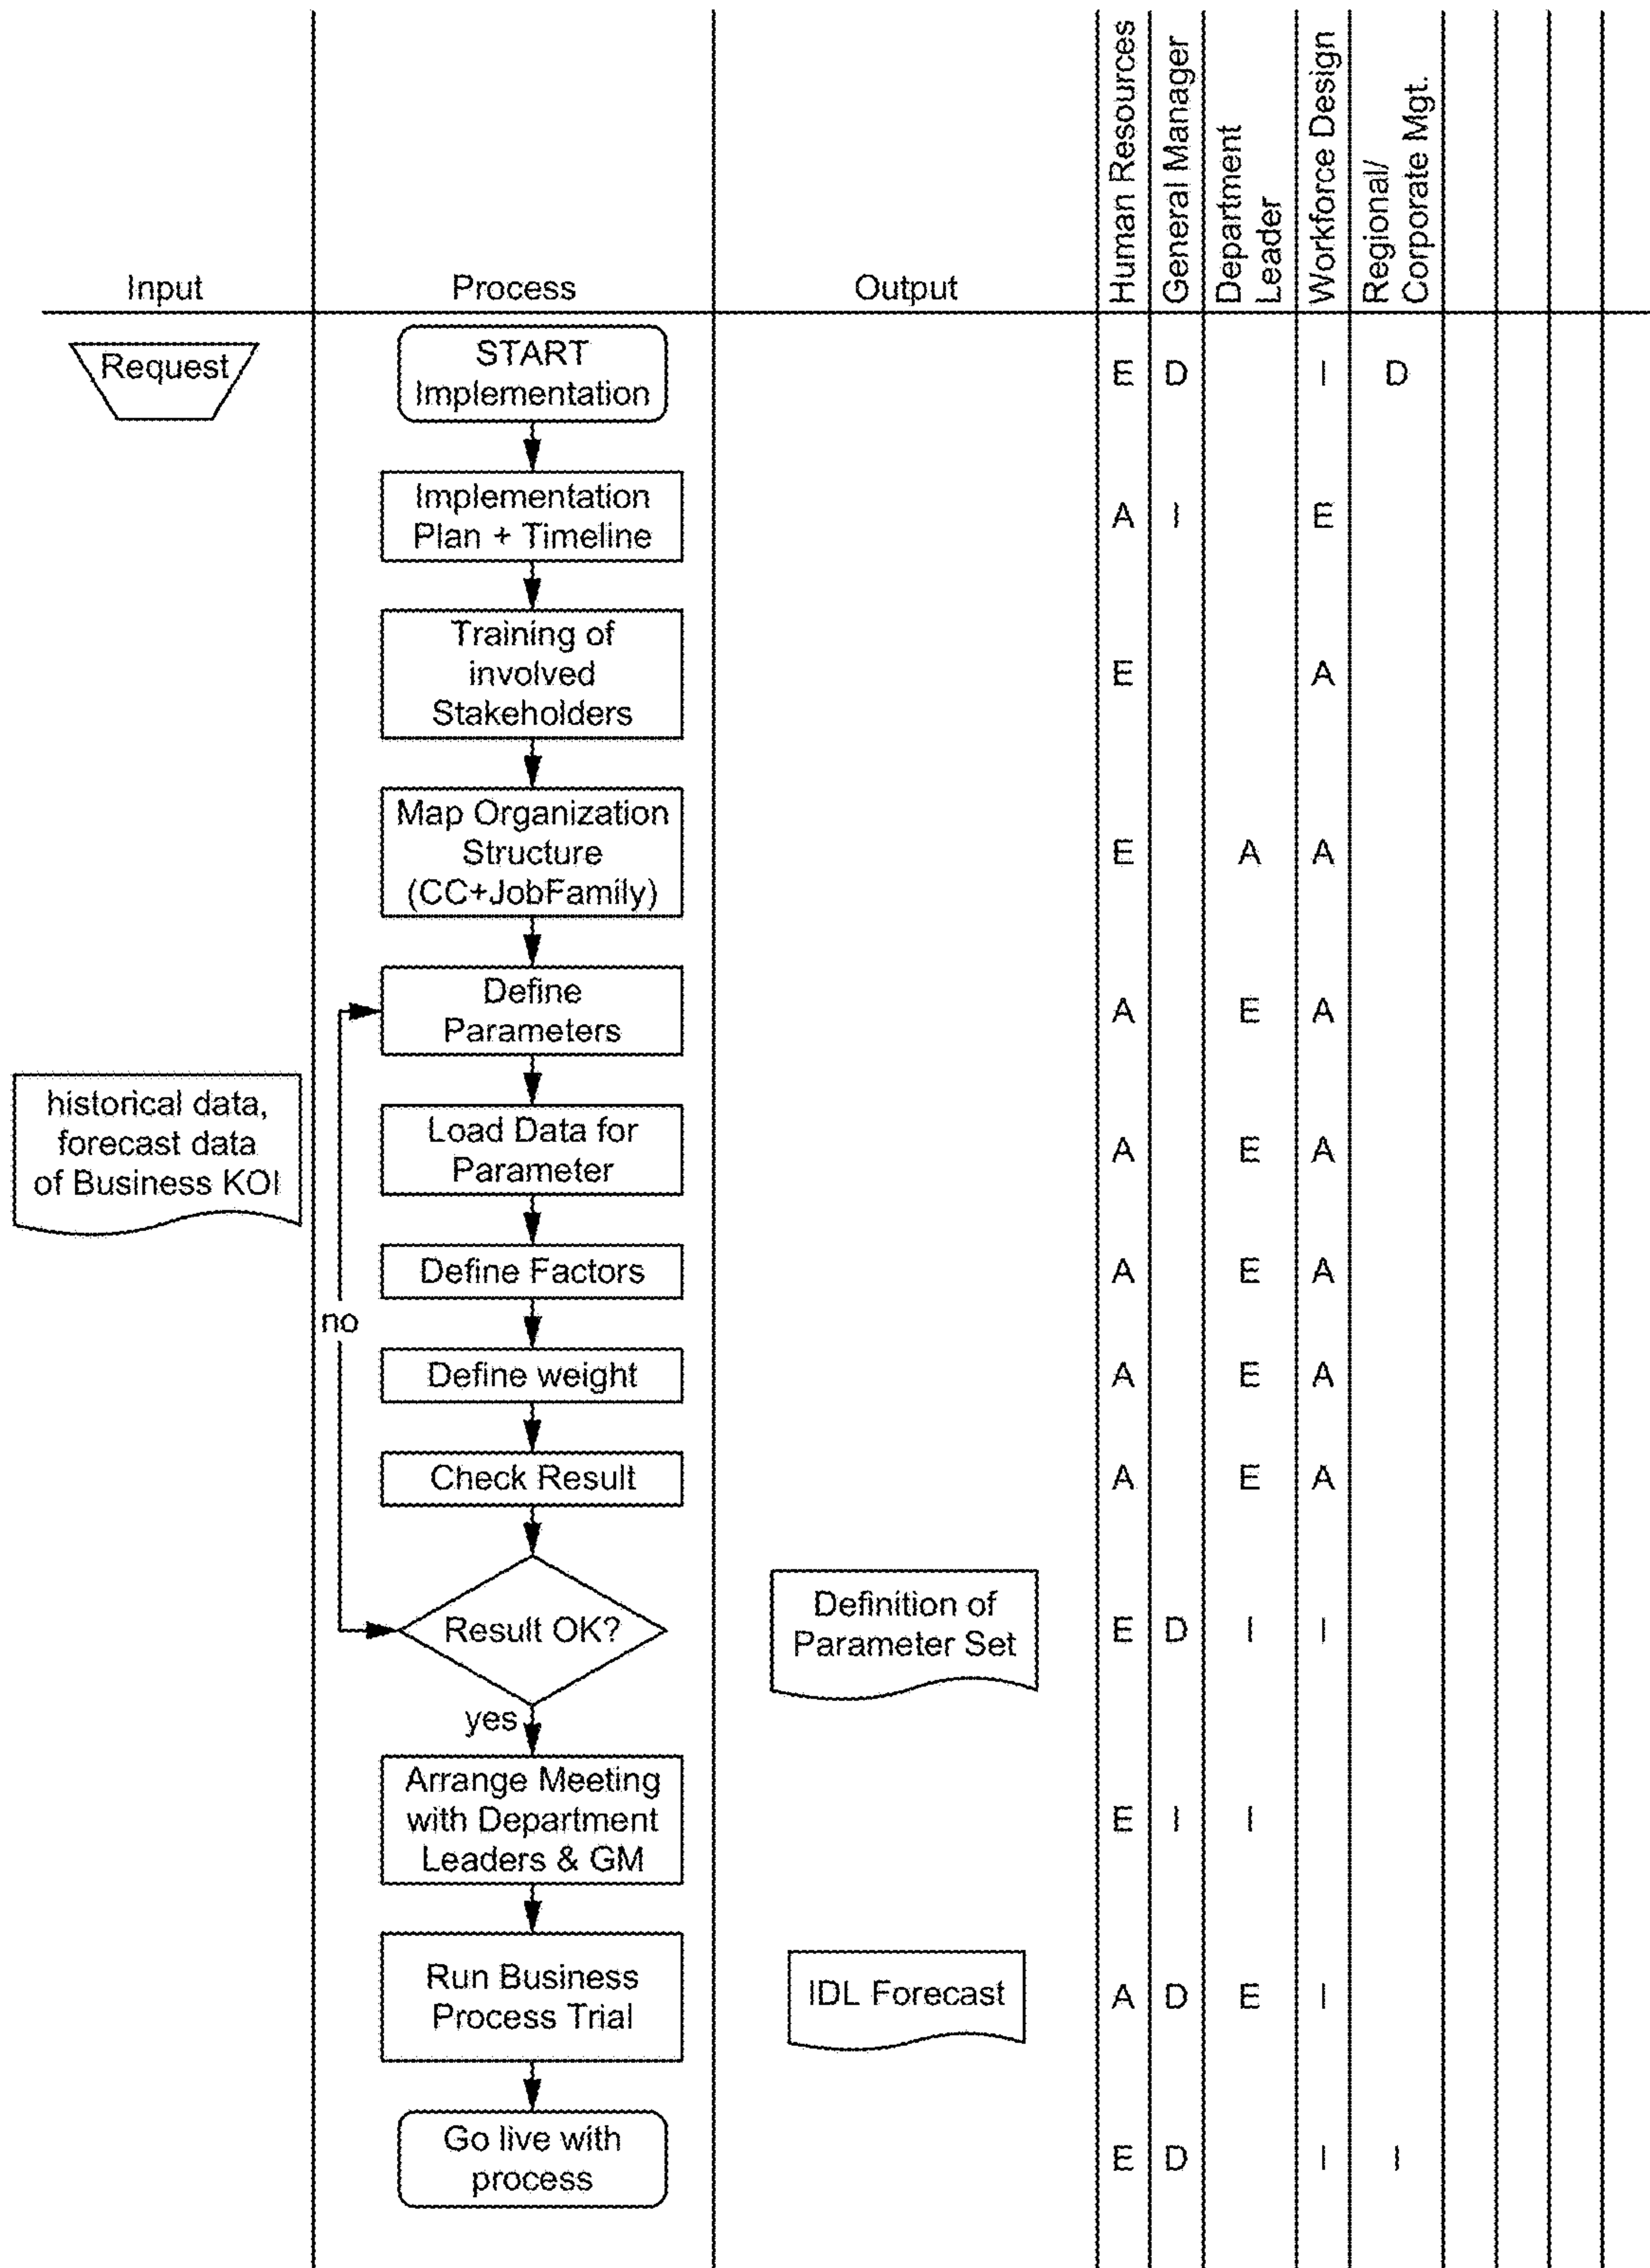 Input
Process
Output
Human Resources
General Manager
Department
Leader
Workforce Design
Regional/
Corporate Mgt.
Request
START
Implementation
E D I D
Implementation
Plan + Timeline
A I E
Training of
involved
Stakeholders
E A
Map Organization
Structure
(CC+JobFamily)
E A A
Define
Parameters
A E A
historical data,
forecast data
of Business KOI
Load Data for
Parameter
A E A
Define Factors
A E A
no
Define weight
A E A
Check Result
A E A
Result OK?
Definition of
Parameter Set
E D I I
yes
Arrange Meeting
with Department
Leaders & GM
E I I
Run Business
Process Trial
IDL Forecast
A D E I
Go live with
process
E D I I